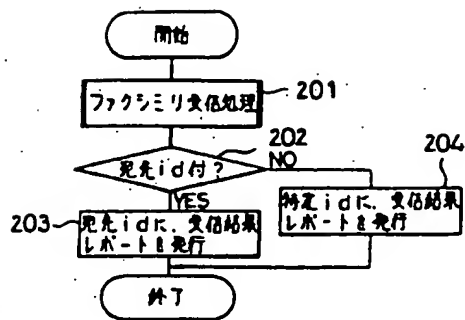 開始
ファクシミリ受信処理
201
202
宛先id付?
NO
204
YES
203
宛先idに、受信結果
レポートを発行
特定idに、受信結果
レポートを発行
終了